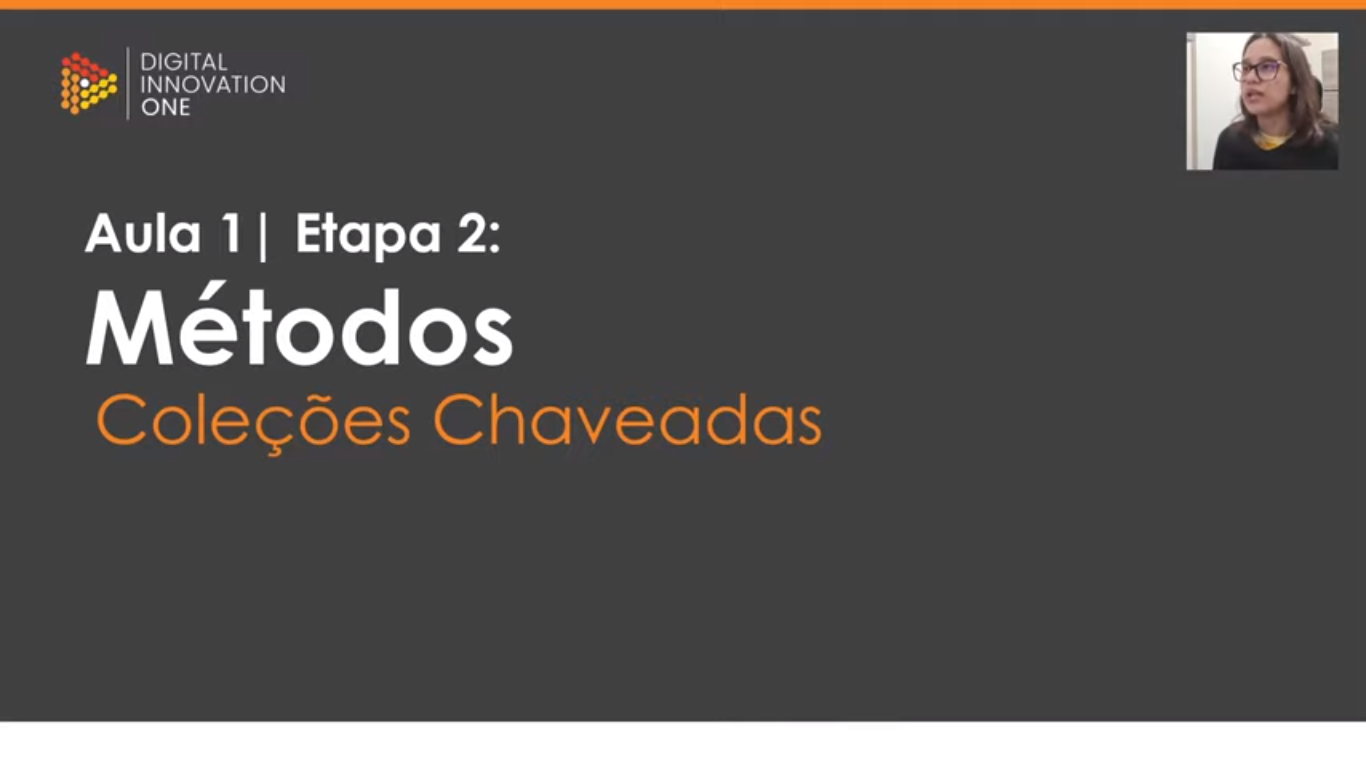 DIGITAL
INNOVATION
ONE
Aula 1| Etapa 2:
Métodos
Coleções Chaveadas